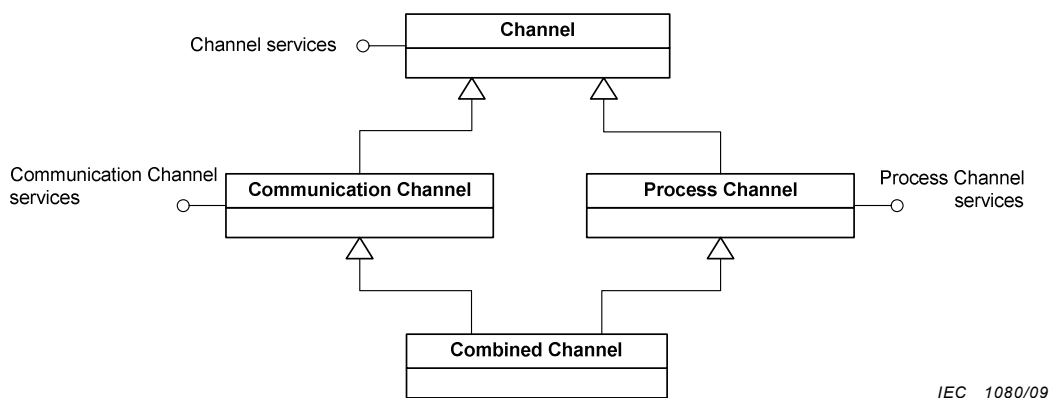 Channel
Channel services
Communication Channel
services
Communication Channel
Process Channel
Process Channel
services
Combined Channel
IEC 1080/09